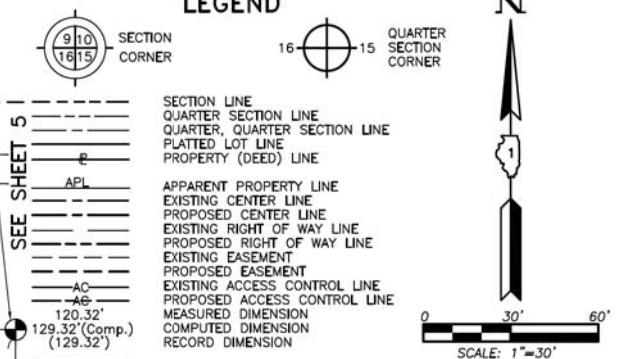 LEGEND
N
9 10
16 15
SECTION
CORNER
16 15
QUARTER
SECTION
CORNER
SEE SHEET 5
SECTION LINE
QUARTER SECTION LINE
QUARTER, QUARTER SECTION LINE
PLATTED LOT LINE
PROPERTY (DEED) LINE
APL APPARENT PROPERTY LINE
EXISTING CENTER LINE
PROPOSED CENTER LINE
EXISTING RIGHT OF WAY LINE
PROPOSED RIGHT OF WAY LINE
EXISTING EASEMENT
PROPOSED EASEMENT
AC EXISTING ACCESS CONTROL LINE
AC PROPOSED ACCESS CONTROL LINE
120.32' MEASURED DIMENSION
129.32'(Comp.) COMPUTED DIMENSION
(129.32') RECORD DIMENSION
1
0 30' 60'
SCALE: 1"=30'